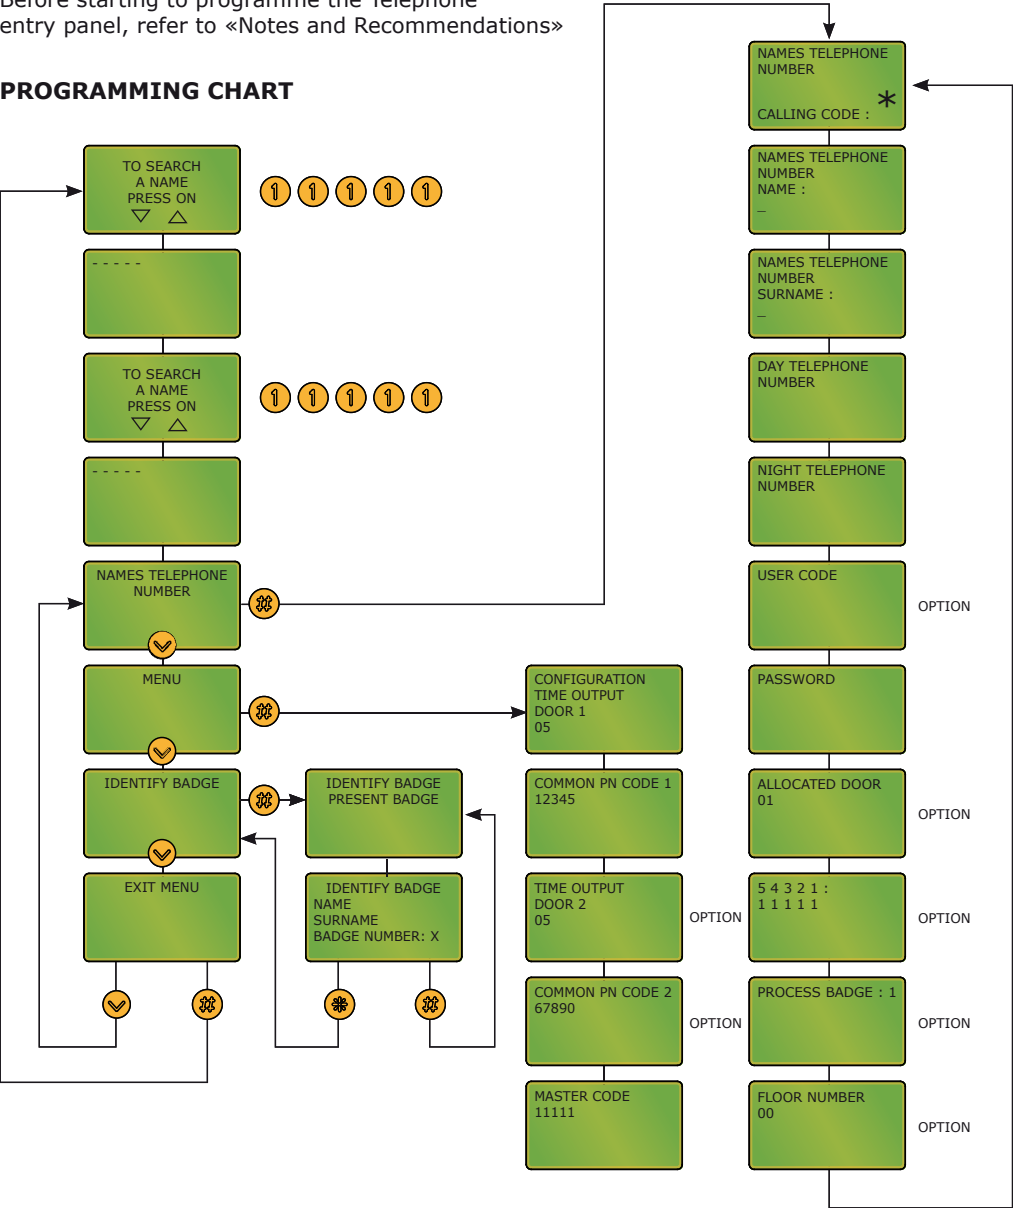 Before starting to programme the Telephone
entry panel, refer to «Notes and Recommendations»
PROGRAMMING CHART
TO SEARCH
A NAME
PRESS ON
1 1 1 1 1
- - - - -
TO SEARCH
A NAME
PRESS ON
1 1 1 1 1
- - - - -
NAMES TELEPHONE
NUMBER
#
MENU
#
IDENTIFY BADGE
#
EXIT MENU
#
IDENTIFY BADGE
PRESENT BADGE
IDENTIFY BADGE
NAME
SURNAME
BADGE NUMBER: X
* #
CONFIGURATION
TIME OUTPUT
DOOR 1
05
COMMON PN CODE 1
12345
TIME OUTPUT
DOOR 2
05
OPTION
COMMON PN CODE 2
67890
OPTION
MASTER CODE
11111
NAMES TELEPHONE
NUMBER
CALLING CODE : *
NAMES TELEPHONE
NUMBER
NAME :
_
NAMES TELEPHONE
NUMBER
SURNAME :
_
DAY TELEPHONE
NUMBER
NIGHT TELEPHONE
NUMBER
USER CODE
OPTION
PASSWORD
ALLOCATED DOOR
01
OPTION
5 4 3 2 1 :
1 1 1 1 1
OPTION
PROCESS BADGE : 1
OPTION
FLOOR NUMBER
00
OPTION